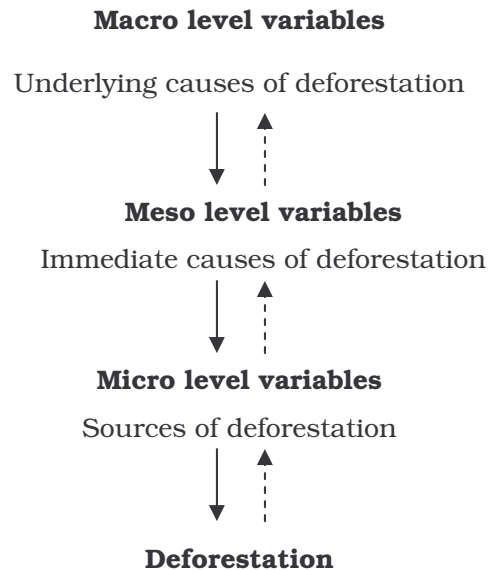 Macro level variables
Underlying causes of deforestation
Meso level variables
Immediate causes of deforestation
Micro level variables
Sources of deforestation
Deforestation